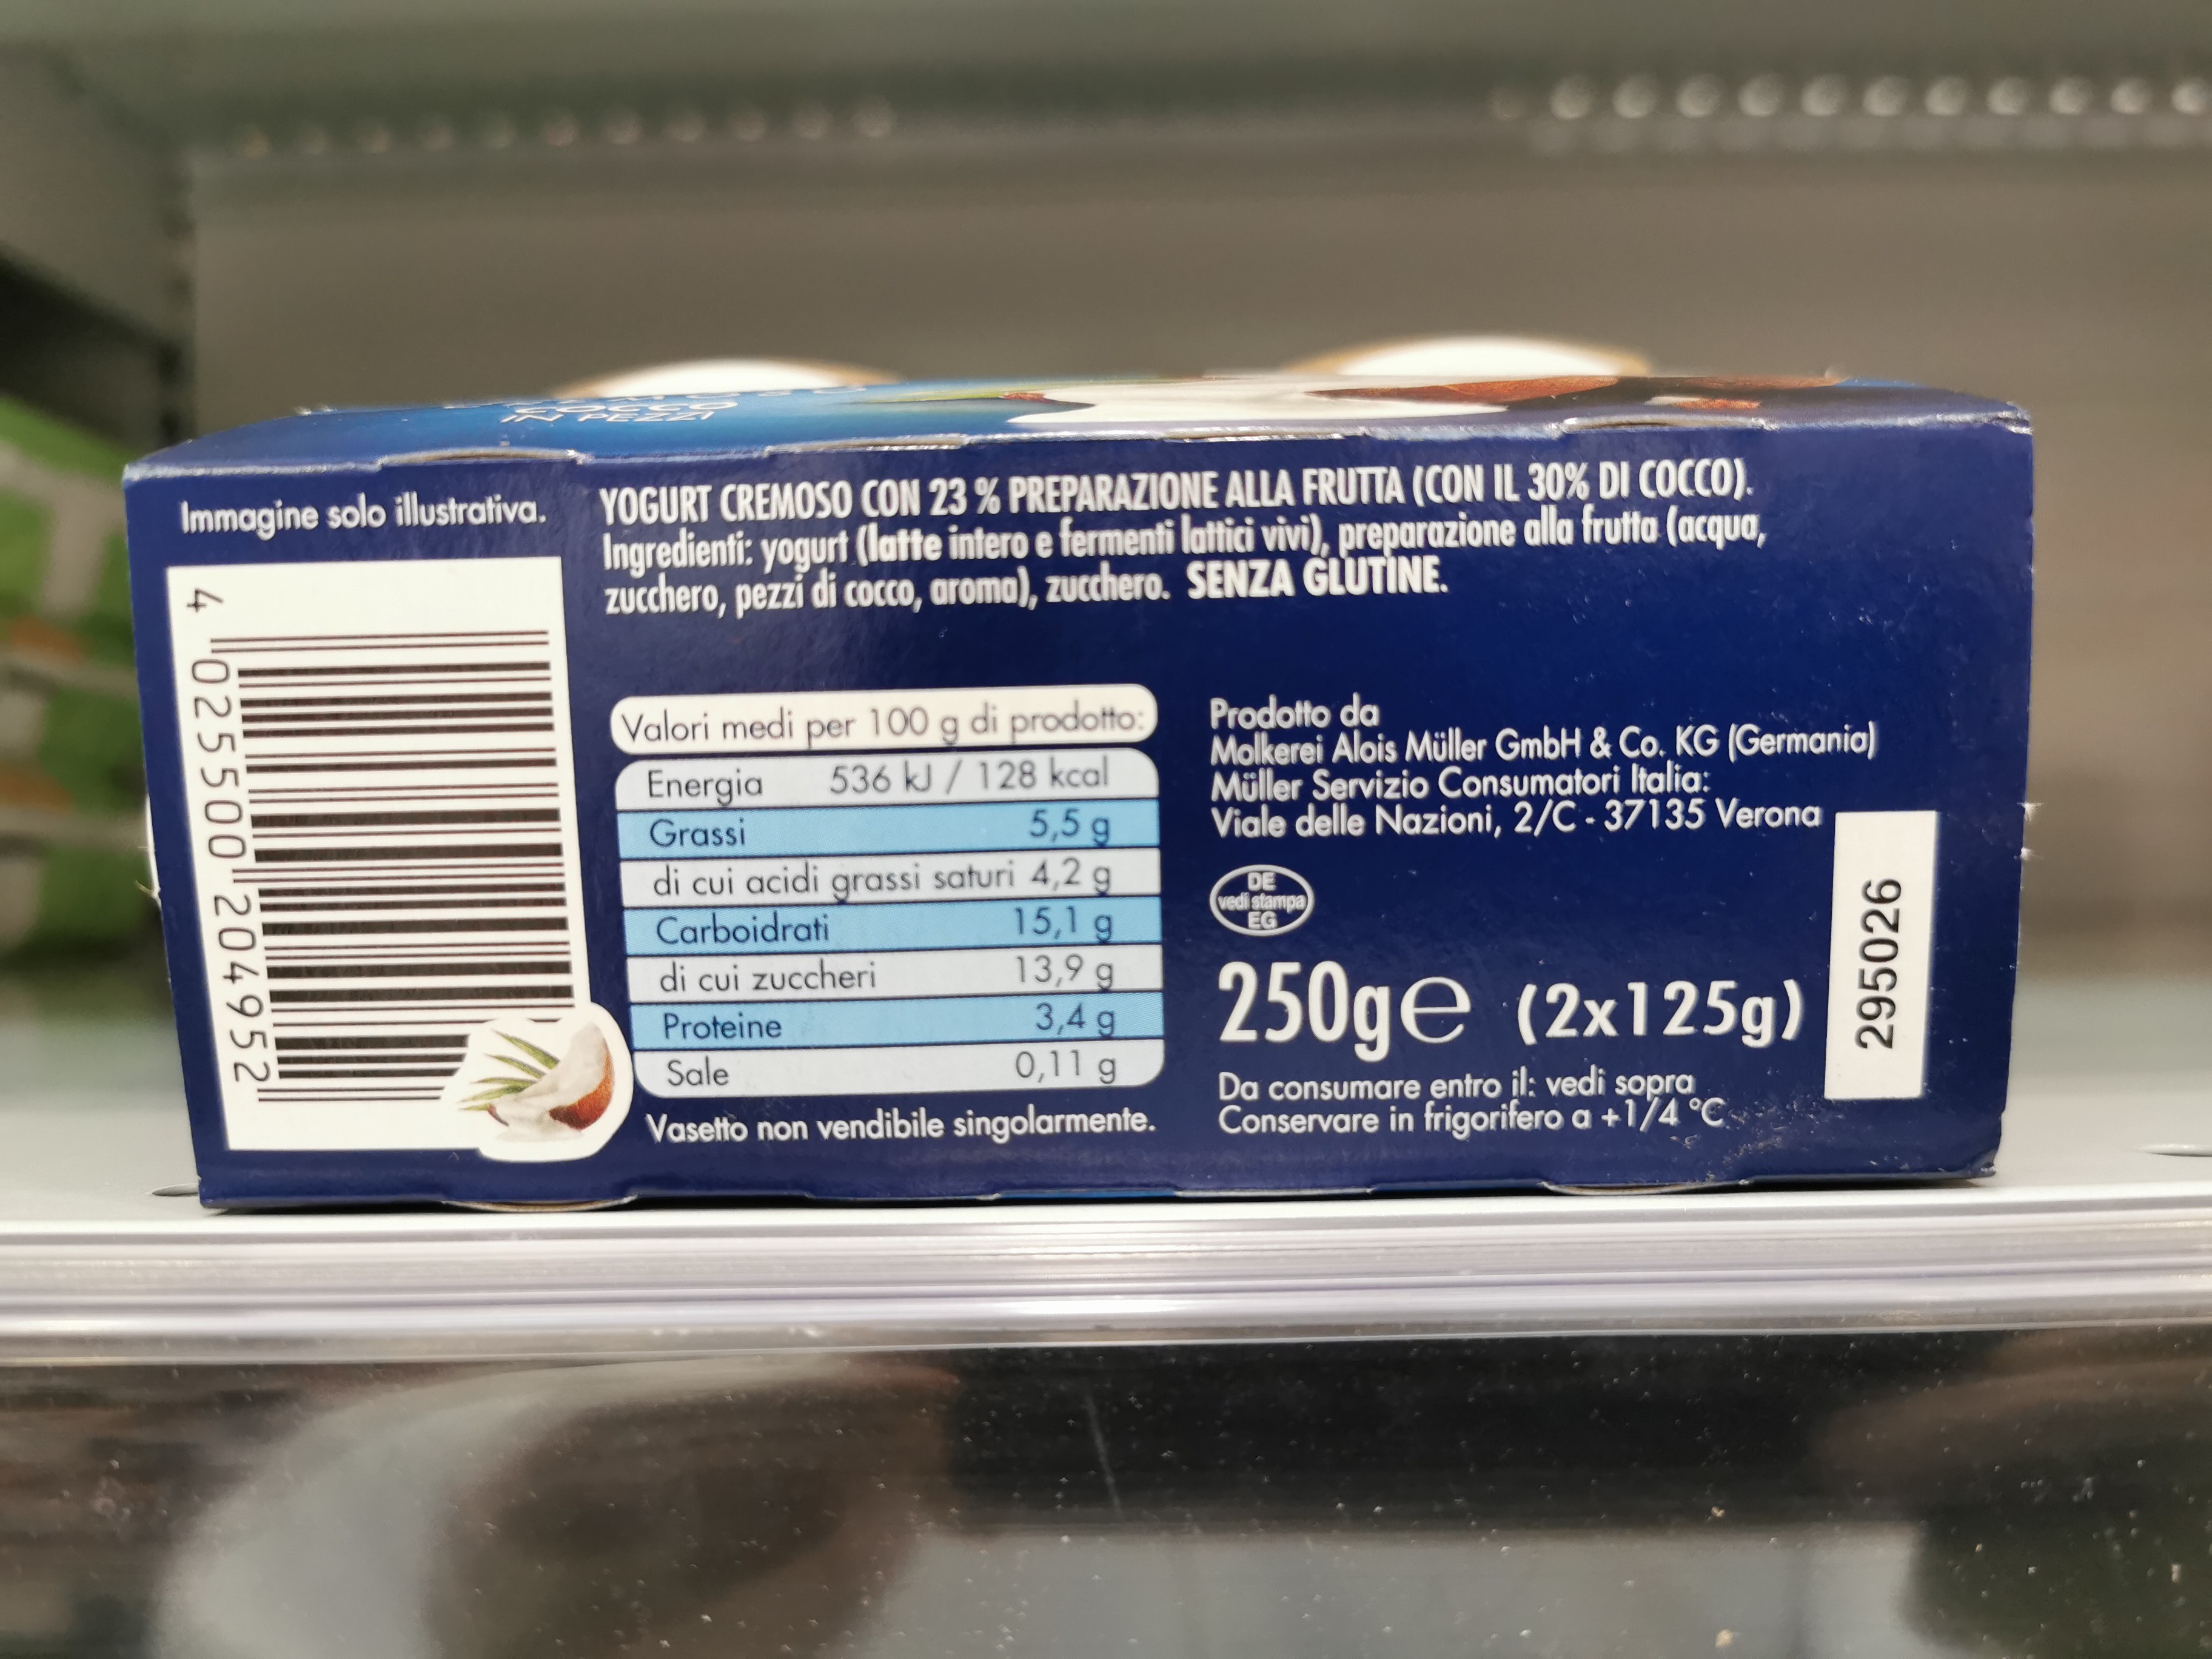 COCCO
IN PEZZI
Immagine solo illustrativa.
4 025500 204952
YOGURT CREMOSO CON 23 % PREPARAZIONE ALLA FRUTTA (CON IL 30% DI COCCO).
Ingredienti: yogurt (latte intero e fermenti lattici vivi), preparazione alla frutta (acqua,
zucchero, pezzi di cocco, aroma), zucchero. SENZA GLUTINE.
Valori medi per 100 g di prodotto:
Energia 536 kJ / 128 kcal
Grassi 5,5 g
di cui acidi grassi saturi 4,2 g
Carboidrati 15,1 g
di cui zuccheri 13,9 g
Proteine 3,4 g
Sale 0,11 g
Vasetto non vendibile singolarmente.
Prodotto da
Molkerei Alois Müller GmbH & Co. KG (Germania)
Müller Servizio Consumatori Italia:
Viale delle Nazioni, 2/C - 37135 Verona
DE
vedi stampa
EG
250g℮ (2x125g)
Da consumare entro il: vedi sopra
Conservare in frigorifero a +1/4 °C
295026